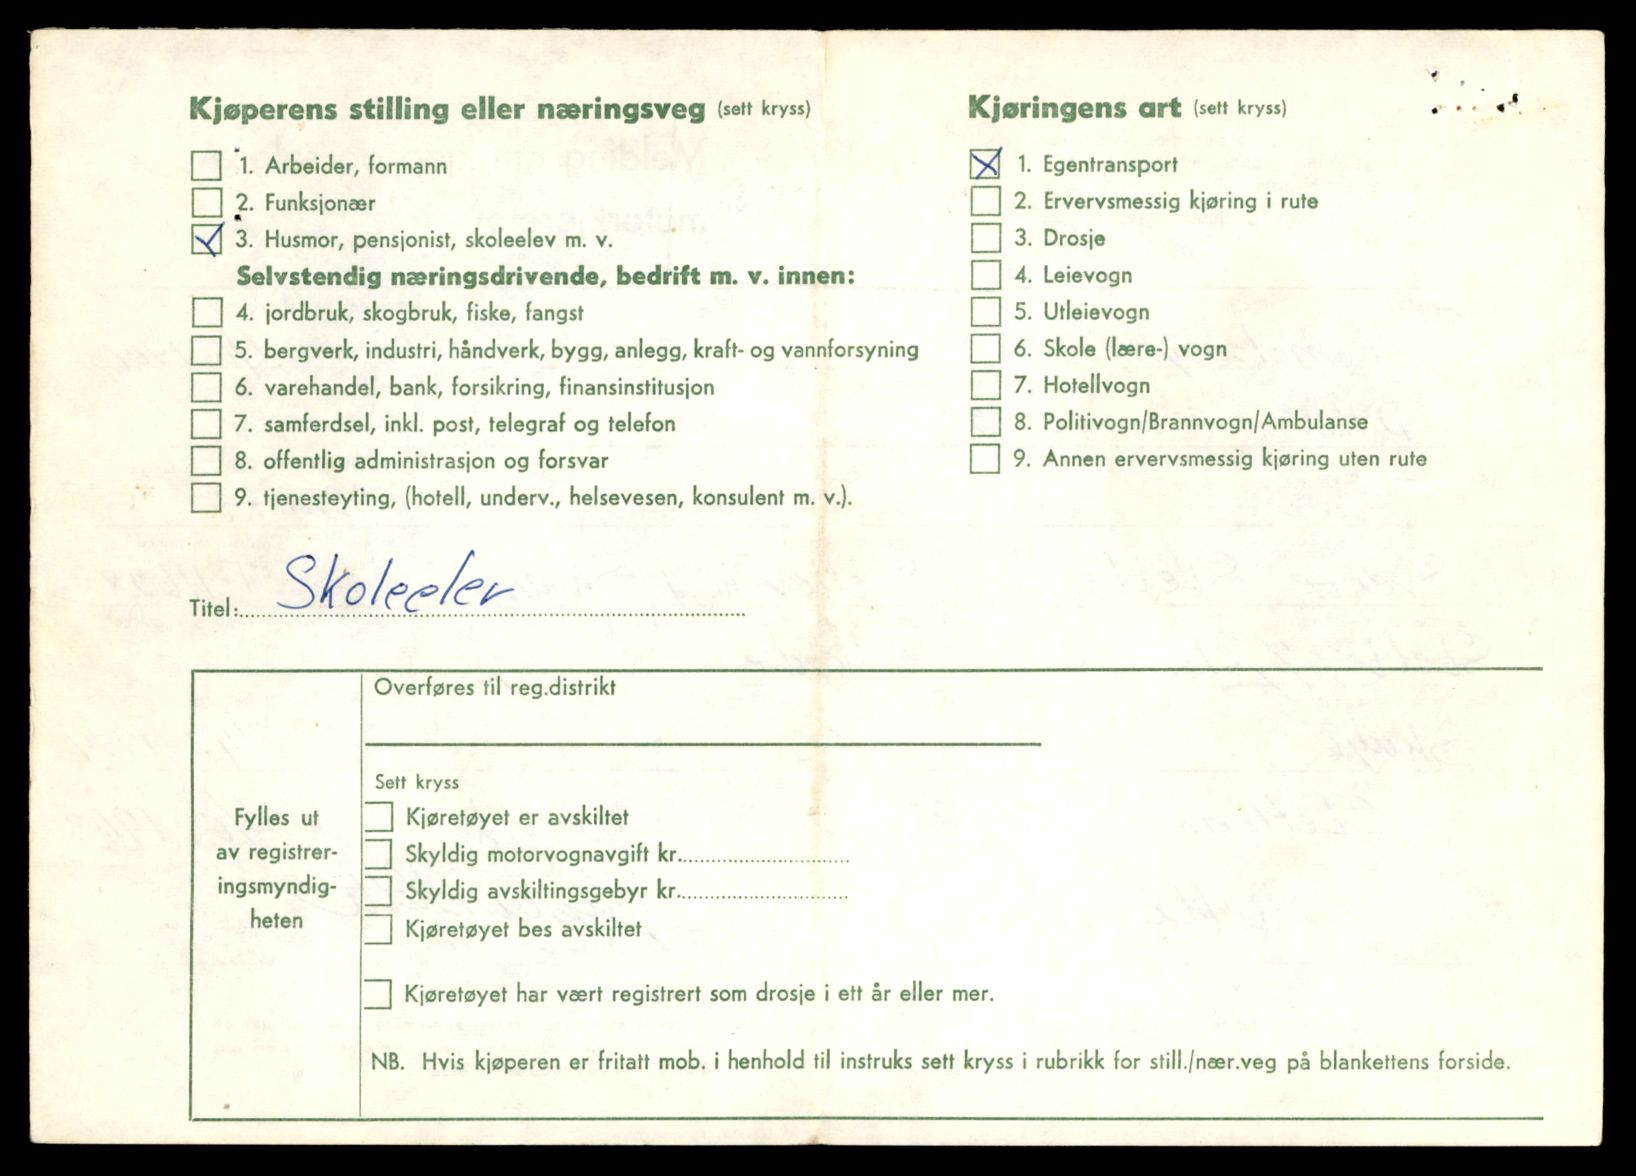 Kjøperens stilling eller næringsveg (sett kryss)
1. Arbeider, formann
2. Funksjonær
3. Husmor, pensjonist, skoleelev m. v.
Selvstendig næringsdrivende, bedrift m. v. innen:
4. jordbruk, skogbruk, fiske, fangst
5. bergverk, industri, håndverk, bygg, anlegg, kraft- og vannforsyning
6. varehandel, bank, forsikring, finansinstitusjon
7. samferdsel, inkl. post, telegraf og telefon
8. offentlig administrasjon og forsvar
9. tjenesteyting, (hotell, underv., helsevesen, konsulent m. v.).
Titel: Skoleelev
Kjøringens art (sett kryss)
1. Egentransport
2. Ervervsmessig kjøring i rute
3. Drosje
4. Leievogn
5. Utleievogn
6. Skole (lære-) vogn
7. Hotellvogn
8. Politivogn/Brannvogn/Ambulanse
9. Annen ervervsmessig kjøring uten rute
Fylles ut
av registrer-
ingsmyndig-
heten
Overføres til reg.distrikt
Sett kryss
Kjøretøyet er avskiltet
Skyldig motorvognavgift kr.
Skyldig avskiltingsgebyr kr.
Kjøretøyet bes avskiltet
Kjøretøyet har vært registrert som drosje i ett år eller mer.
NB. Hvis kjøperen er fritatt mob. i henhold til instruks sett kryss i rubrikk for still./nær.veg på blankettens forside.